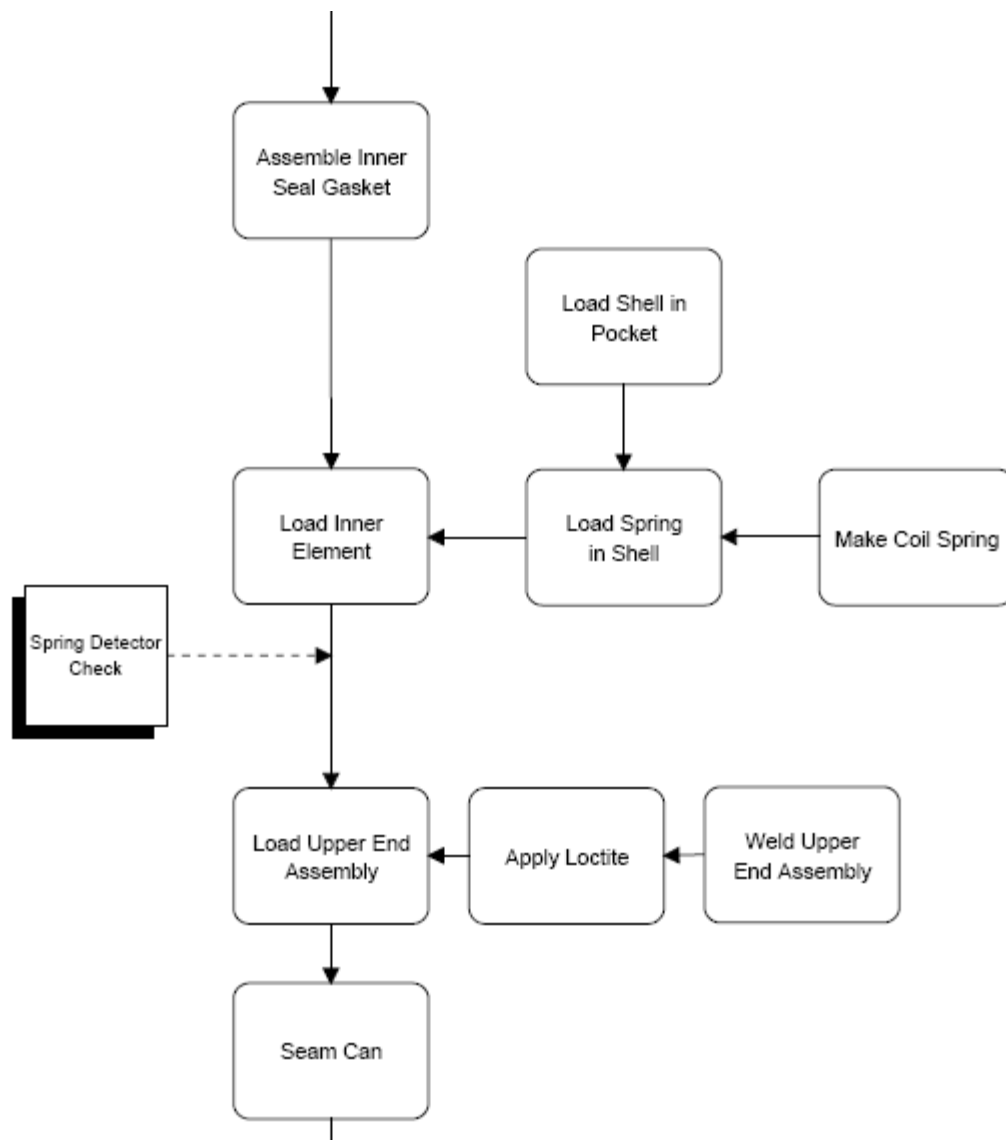 Assemble Inner
Seal Gasket
Load Shell in
Pocket
Load Inner
Element
Load Spring
in Shell
Make Coil Spring
Spring Detector
Check
Load Upper End
Assembly
Apply Loctite
Weld Upper
End Assembly
Seam Can